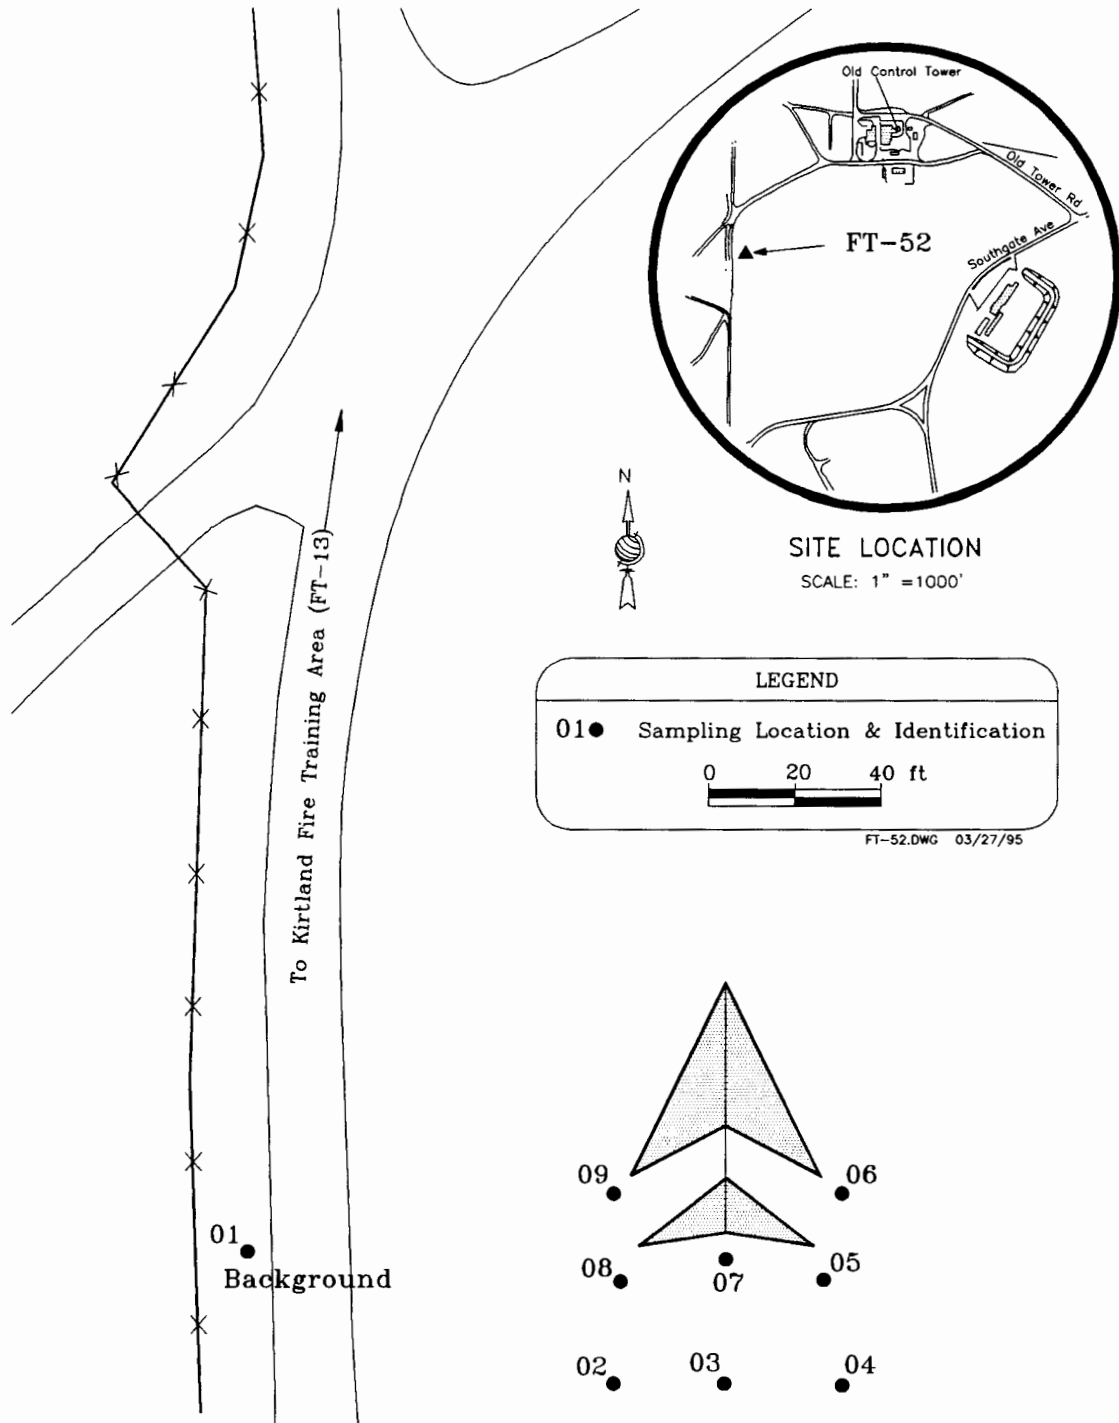 Old Control Tower
Old Tower Rd
Southgate Ave
FT-52
N
SITE LOCATION
SCALE: 1" =1000'
To Kirtland Fire Training Area (FT-13)
LEGEND
01 Sampling Location & Identification
0 20 40 ft
FT-52.DWG 03/27/95
09
06
01
Background
08
07
05
02
03
04